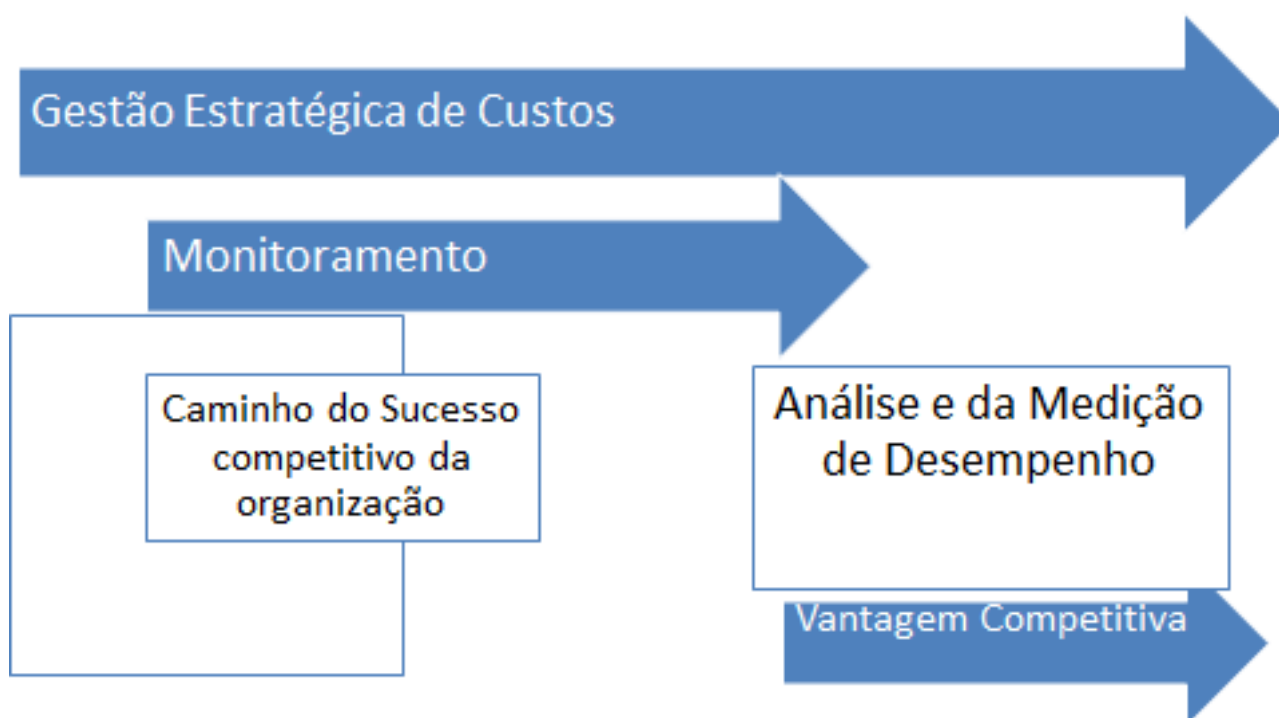 Gestão Estratégica de Custos
Monitoramento
Caminho do Sucesso
competitivo da
organização
Análise e da Medição
de Desempenho
Vantagem Competitiva